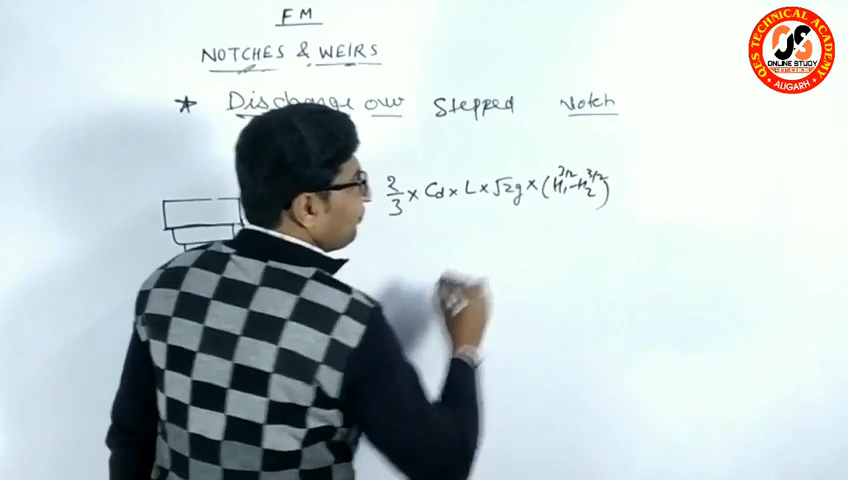 FM
NOTCHES & WEIRS
* Discharge over Stepped Notch
2/3 × Cd × L × √2g × (H₁^3/2 - H₂^3/2)
QES TECHNICAL ACADEMY
ONLINE STUDY
ALIGARH